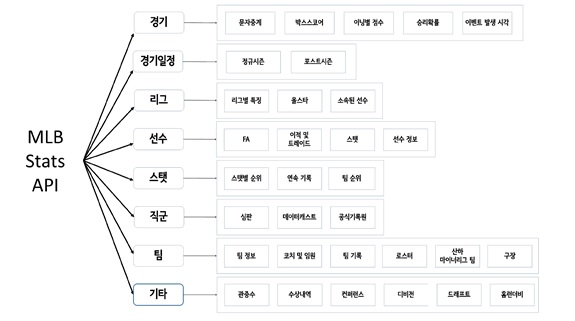 MLB
Stats
API
경기
문자중계
박스스코어
이닝별 점수
승리확률
이벤트 발생 시각
경기일정
정규시즌
포스트시즌
리그
리그별 특징
올스타
소속된 선수
선수
FA
이적 및
트레이드
스탯
선수 정보
스탯
스탯별 순위
연속 기록
팀 순위
직군
심판
데이터캐스트
공식기록원
팀
팀 정보
코치 및 임원
팀 기록
로스터
산하
마이너리그 팀
구장
기타
관중수
수상내역
컨퍼런스
디비전
드래프트
홈런더비